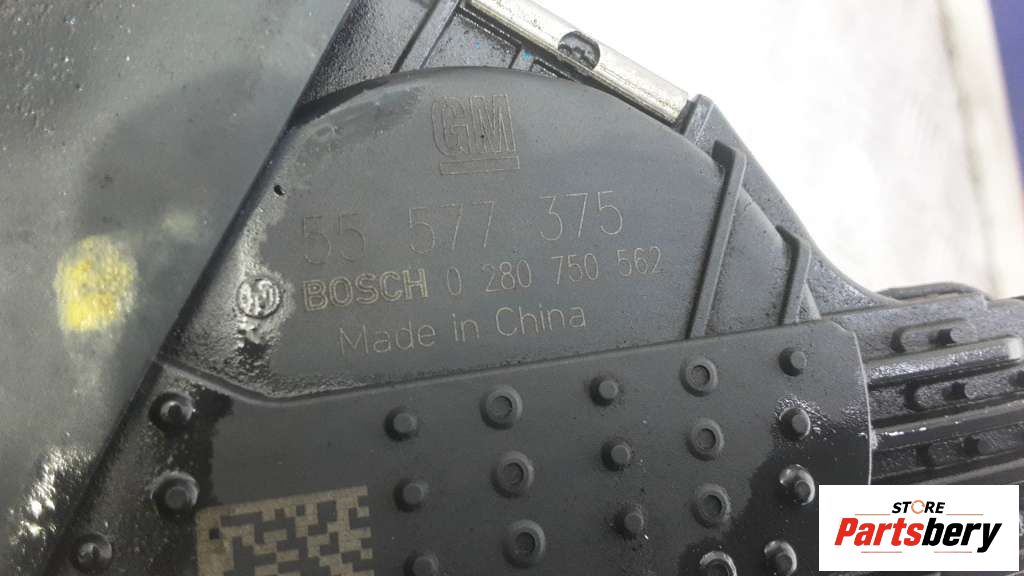 GM
55 577 375
BOSCH 0 280 750 562
Made in China
STORE
Partsbery